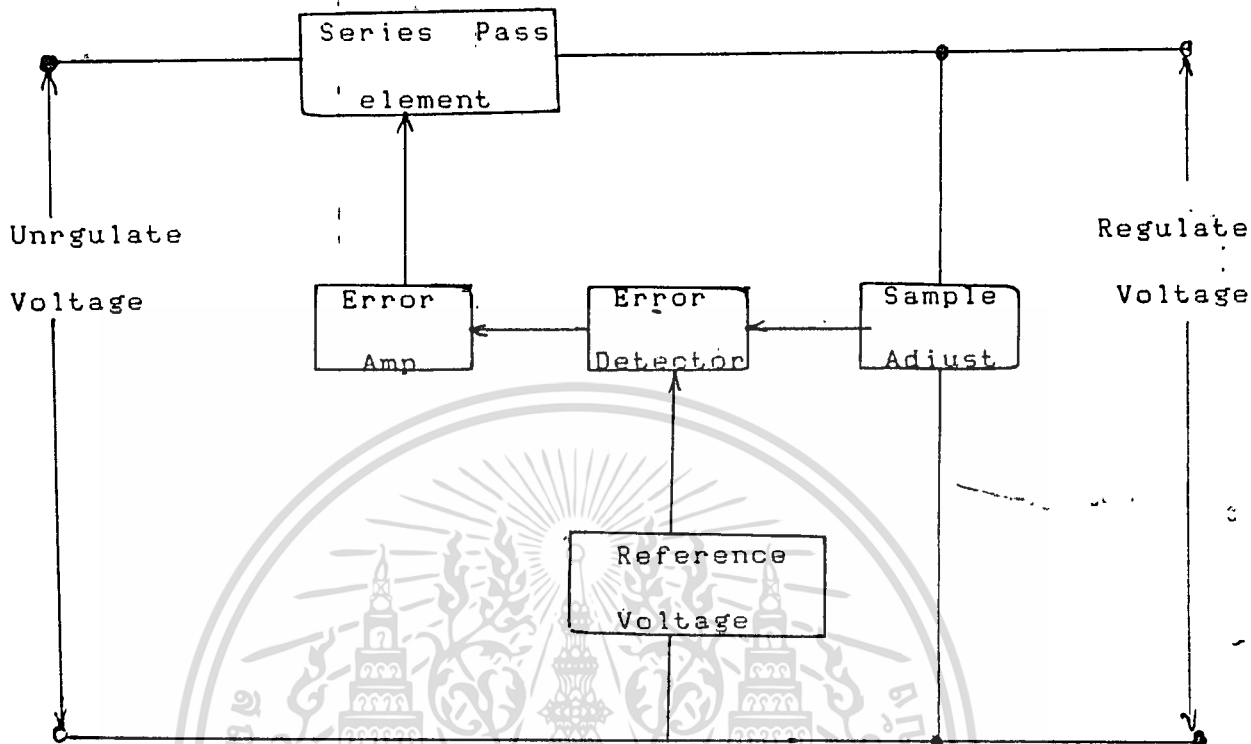 Series Pass
element
Unrgulate
Voltage
Regulate
Voltage
Error
Amp
Error
Detector
Sample
Adjust
Reference
Voltage